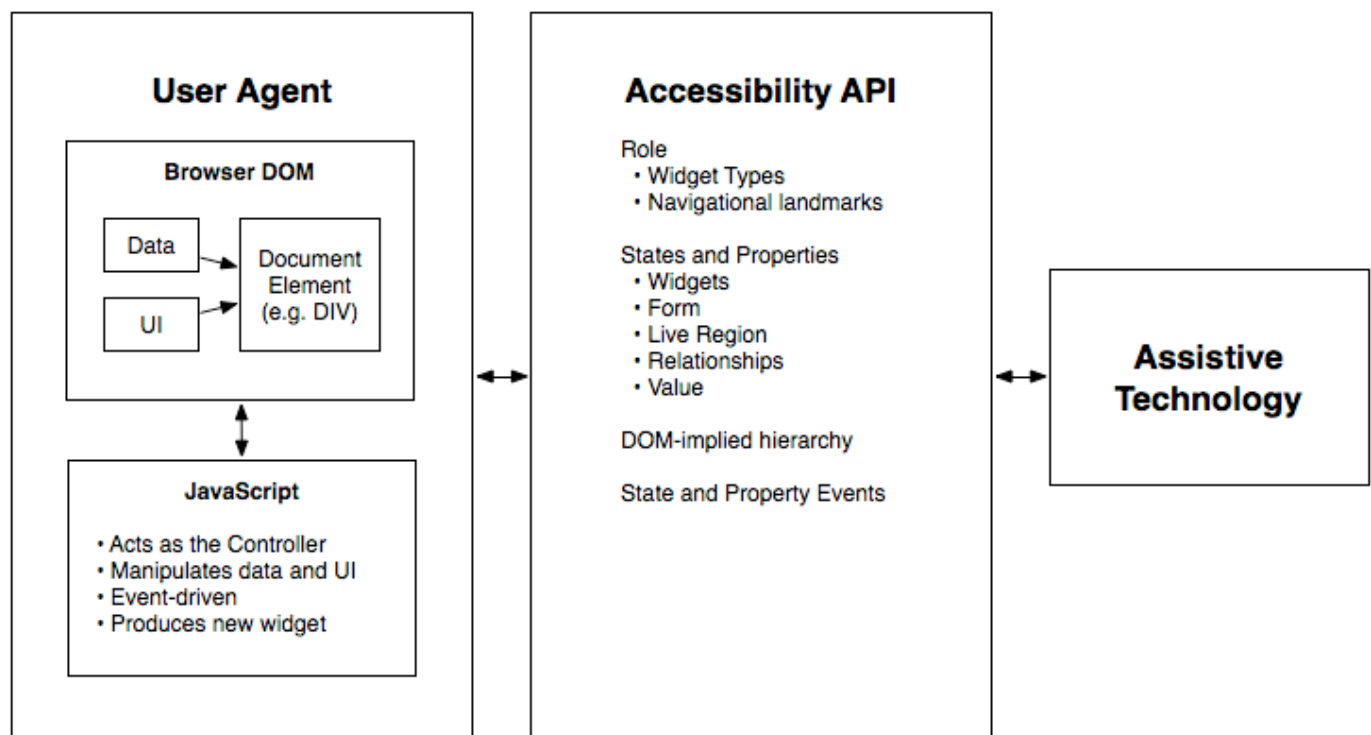 User Agent
Browser DOM
Data
UI
Document
Element
(e.g. DIV)
JavaScript
• Acts as the Controller
• Manipulates data and UI
• Event-driven
• Produces new widget
Accessibility API
Role
• Widget Types
• Navigational landmarks
States and Properties
• Widgets
• Form
• Live Region
• Relationships
• Value
DOM-implied hierarchy
State and Property Events
Assistive
Technology